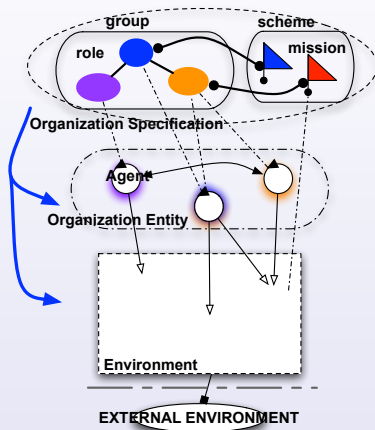 group
scheme
role
mission
Organization Specification
Agent
Organization Entity
Environment
EXTERNAL ENVIRONMENT